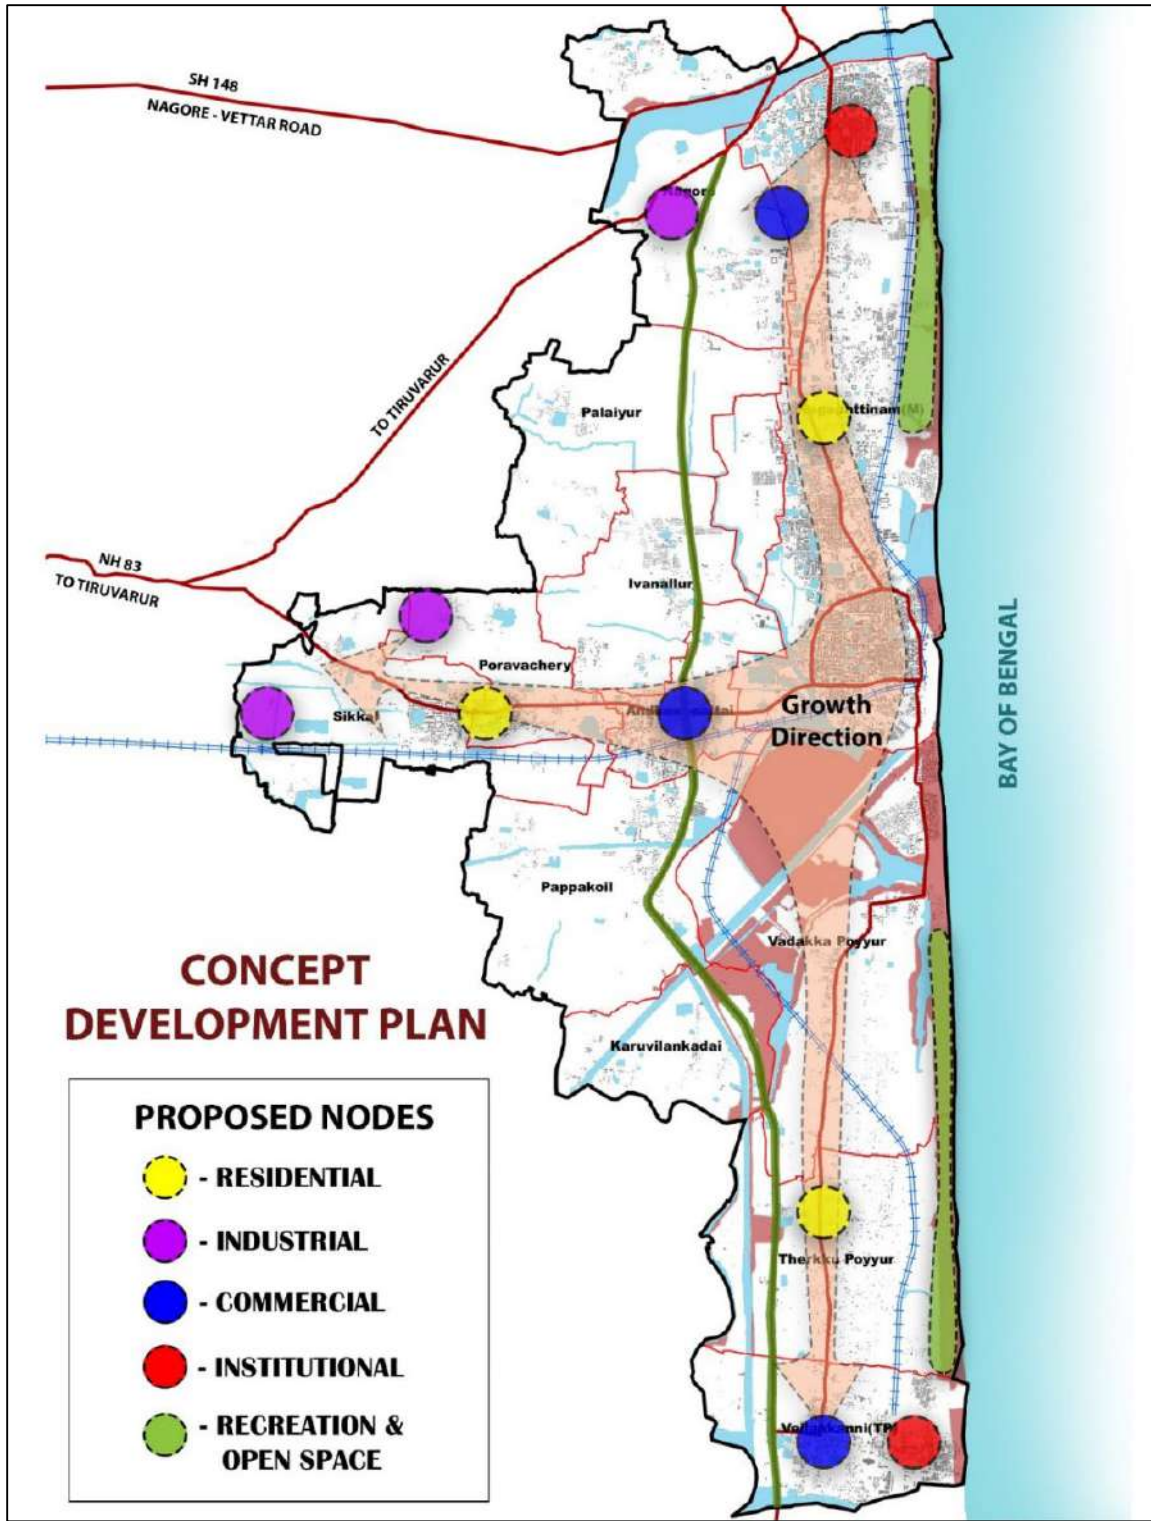 SH 148
NAGORE - VETTAR ROAD
TO TIRUVARUR
Palaiyur
NH 83
TO TIRUVARUR
Ivanallur
Poravachery
Growth
Direction
BAY OF BENGAL
Pappakoil
Vadakka Poyyur
CONCEPT
DEVELOPMENT PLAN
Karuvilankadai
PROPOSED NODES
- RESIDENTIAL
- INDUSTRIAL
- COMMERCIAL
- INSTITUTIONAL
- RECREATION &
OPEN SPACE
Therkku Poyyur